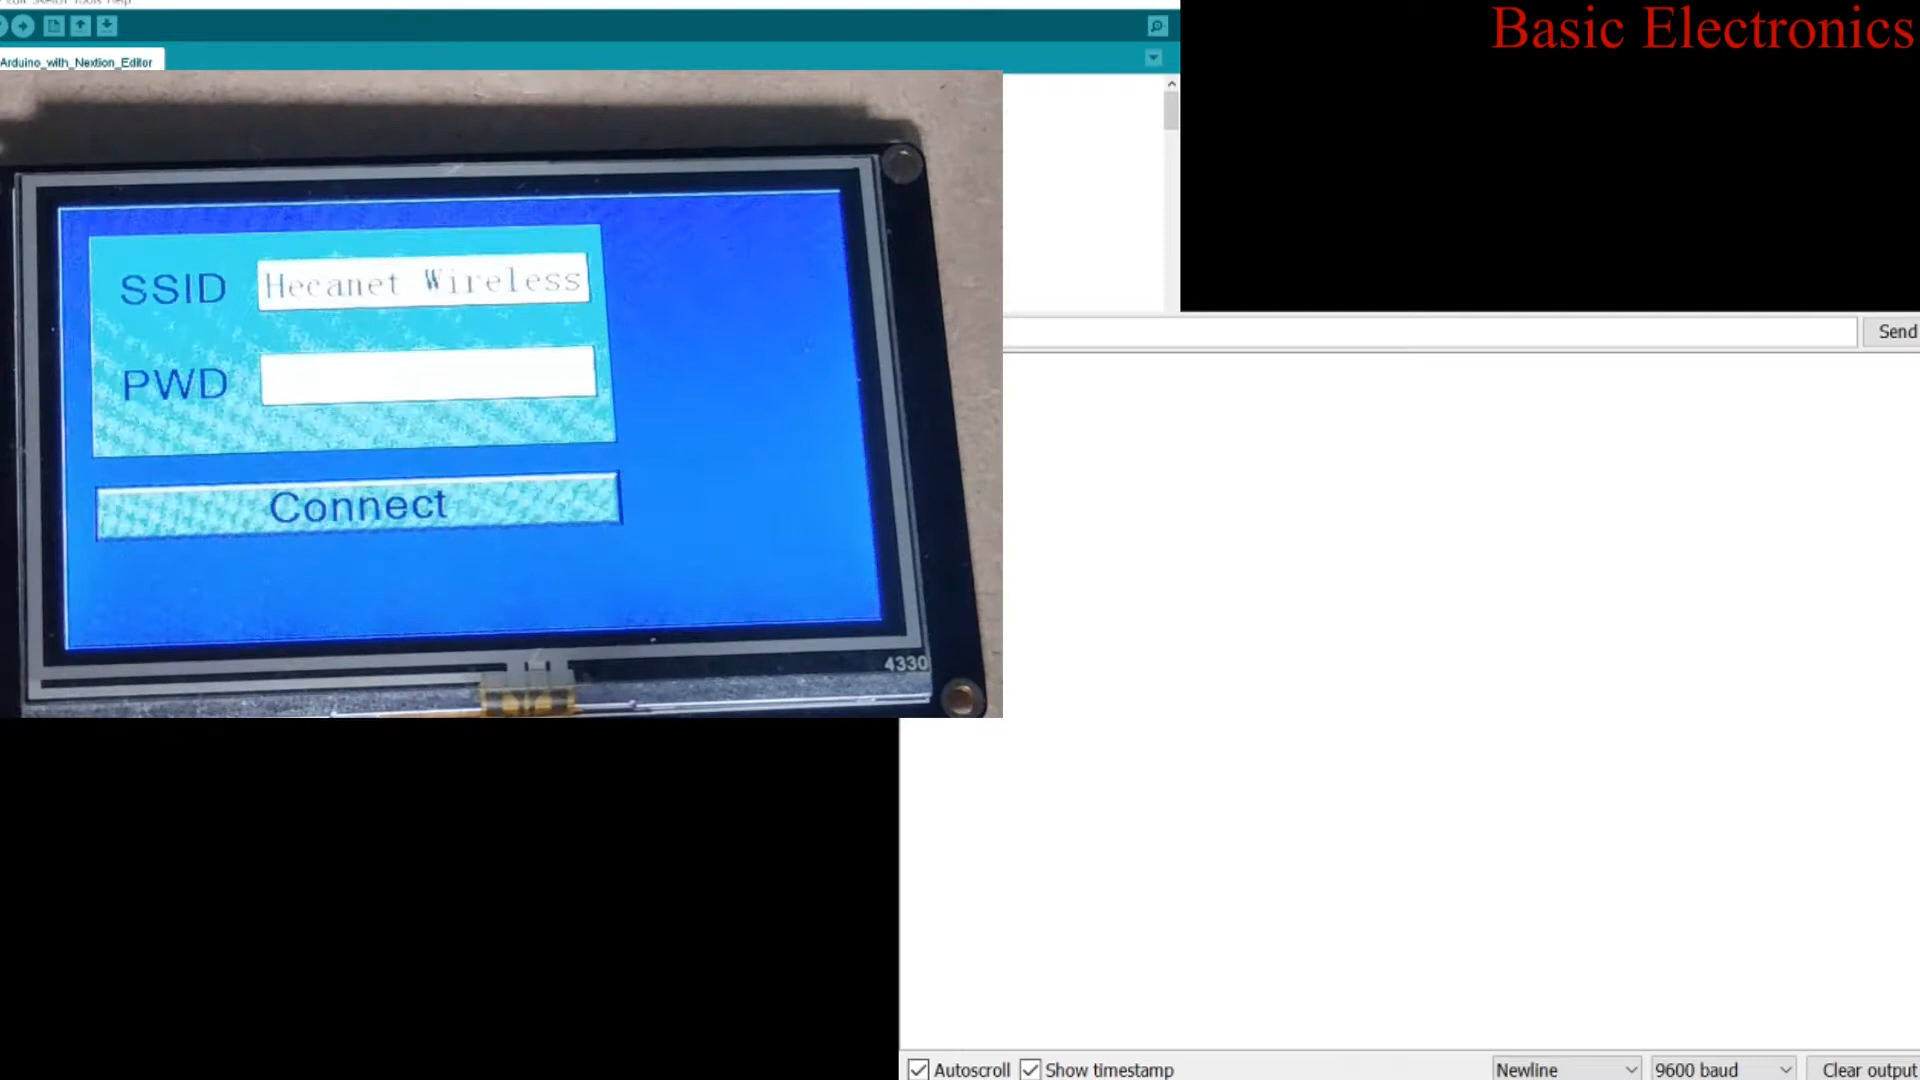 Basic Electronics
Arduino_with_Nextion_Editor
SSID Hecanet Wireless
PWD
Connect
4330
Send
Autoscroll Show timestamp Newline 9600 baud Clear output